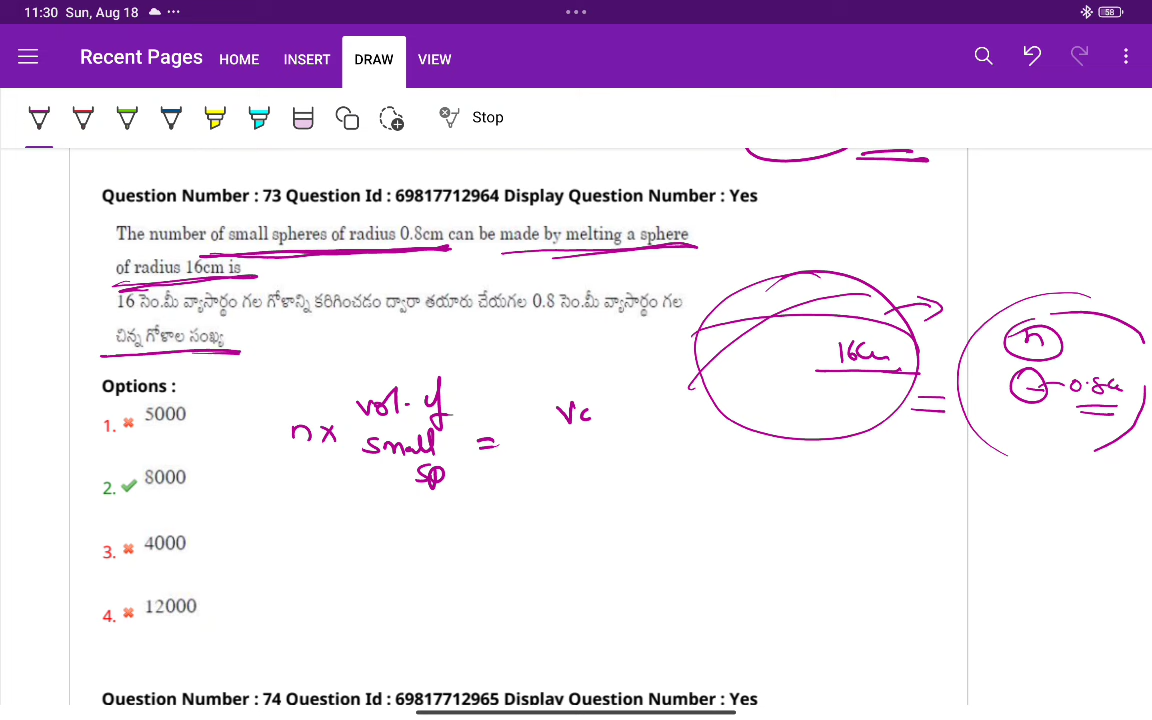 11:30 Sun, Aug 18
58
Recent Pages HOME INSERT DRAW VIEW
Stop
Question Number : 73 Question Id : 69817712964 Display Question Number : Yes
The number of small spheres of radius 0.8cm can be made by melting a sphere
of radius 16cm is
16 సెం.మీ వ్యాసార్ధం గల గోళాన్ని కరిగించడం ద్వారా తయారు చేయగల 0.8 సెం.మీ వ్యాసార్ధం గల
చిన్న గోళాల సంఖ్య
16cm
n
0.8c
Options :
1. 5000
2. 8000
3. 4000
4. 12000
vol. of
n x small =
sp
Question Number : 74 Question Id : 69817712965 Display Question Number : Yes